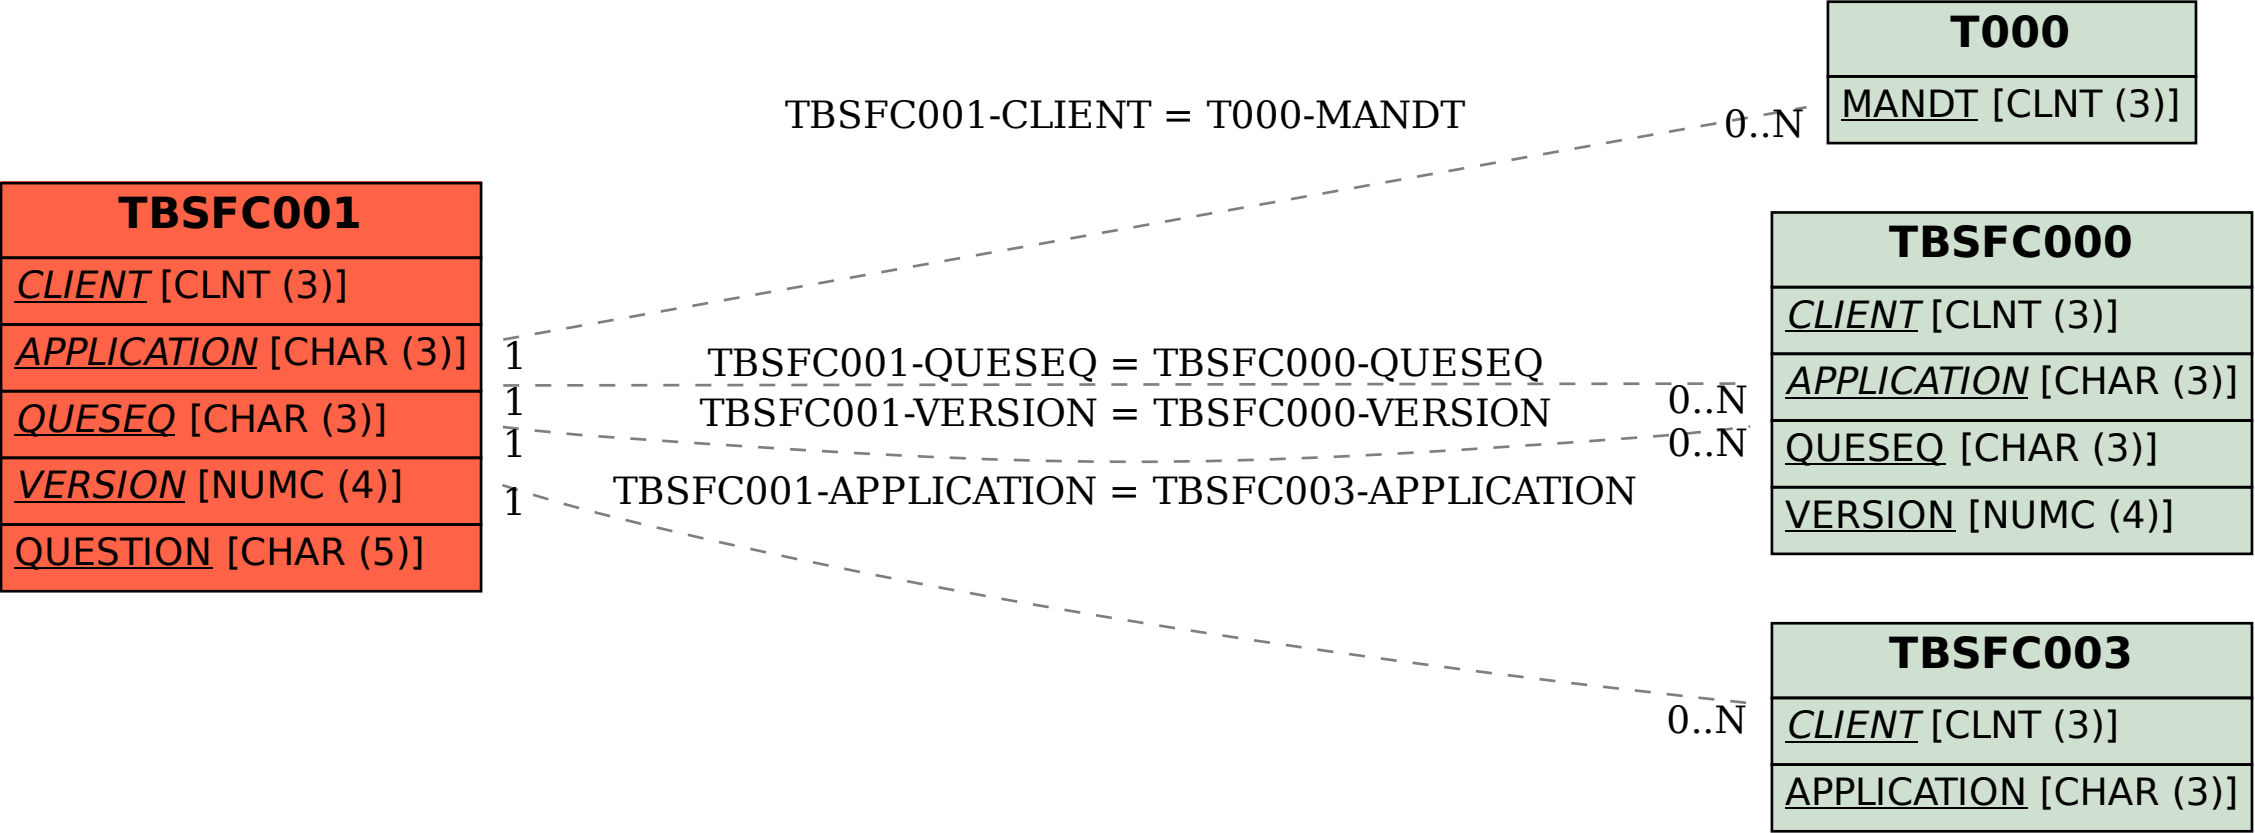 T000
MANDT [CLNT (3)]
TBSFC001-CLIENT = T000-MANDT
0..N
TBSFC001
CLIENT [CLNT (3)]
APPLICATION [CHAR (3)]
QUESEQ [CHAR (3)]
VERSION [NUMC (4)]
QUESTION [CHAR (5)]
1
TBSFC001-QUESEQ = TBSFC000-QUESEQ
1
0..N
TBSFC001-VERSION = TBSFC000-VERSION
1
0..N
TBSFC001-APPLICATION = TBSFC003-APPLICATION
1
0..N
TBSFC000
CLIENT [CLNT (3)]
APPLICATION [CHAR (3)]
QUESEQ [CHAR (3)]
VERSION [NUMC (4)]
TBSFC003
CLIENT [CLNT (3)]
APPLICATION [CHAR (3)]